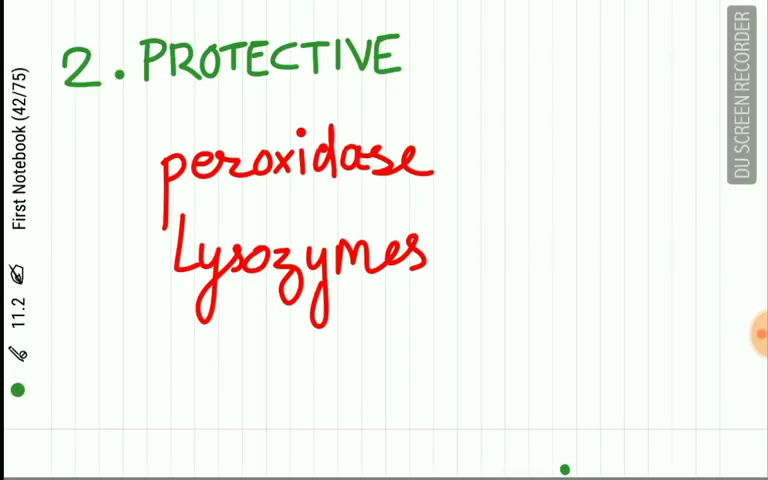 2. PROTECTIVE
peroxidase
Lysozymes
First Notebook (42/75)
11.2
DU SCREEN RECORDER